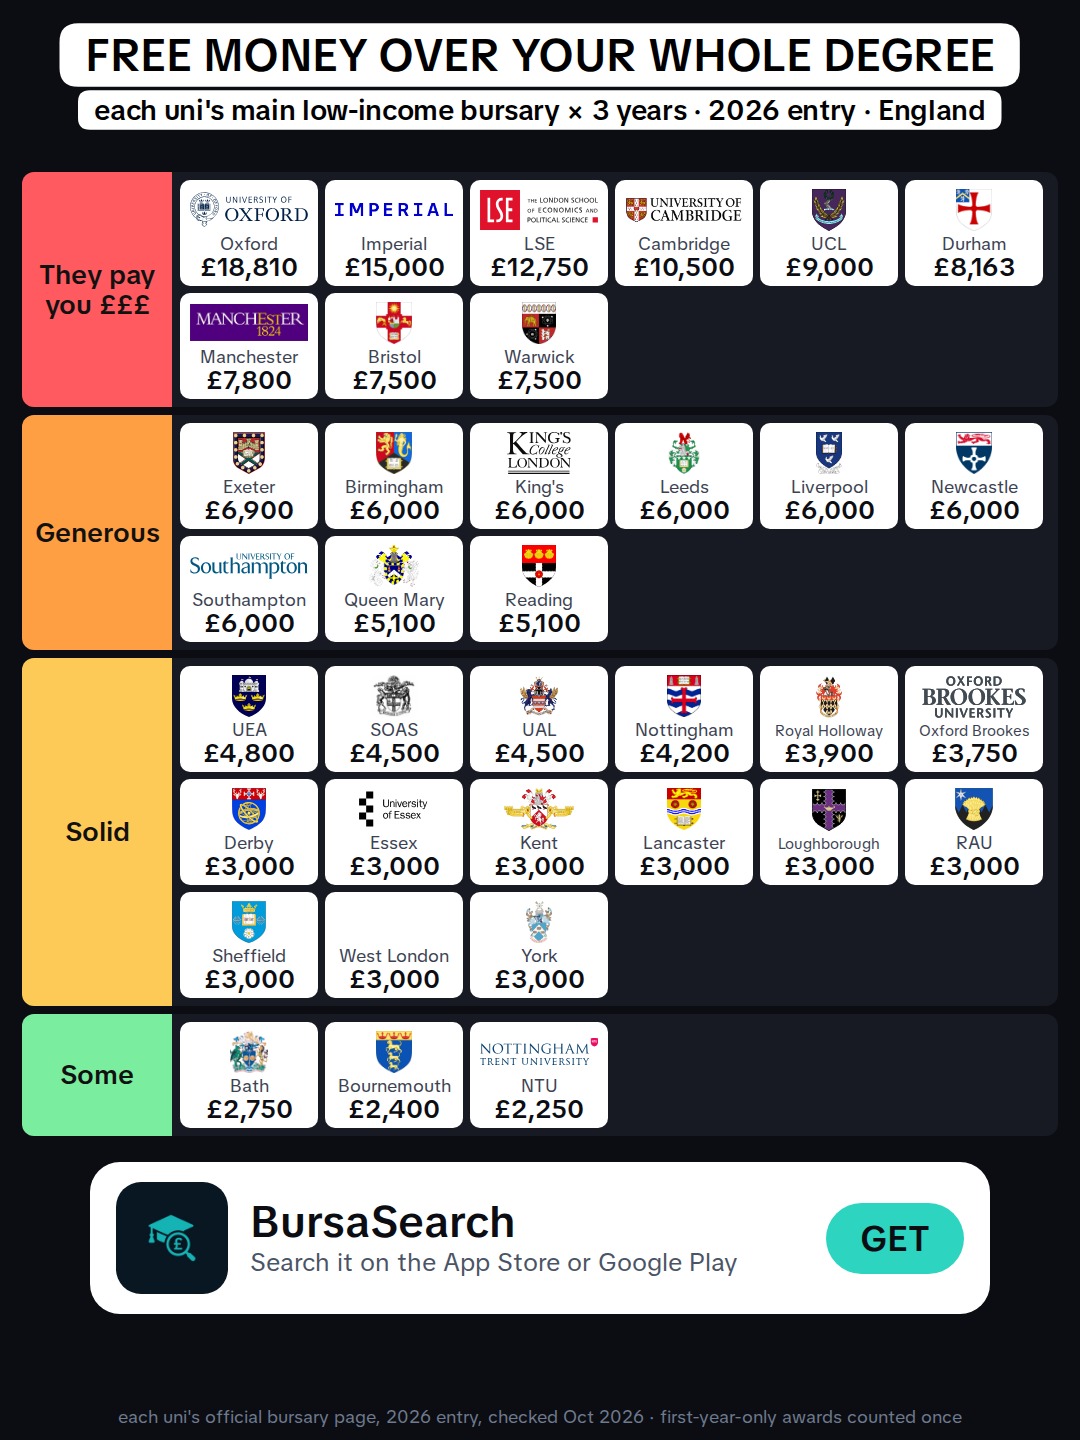 FREE MONEY OVER YOUR WHOLE DEGREE
each uni's main low-income bursary × 3 years · 2026 entry · England
They pay
you £££
UNIVERSITY OF
OXFORD
Oxford
£18,810
IMPERIAL
Imperial
£15,000
LSE
THE LONDON SCHOOL
OF ECONOMICS AND
POLITICAL SCIENCE
LSE
£12,750
UNIVERSITY OF
CAMBRIDGE
Cambridge
£10,500
UCL
£9,000
Durham
£8,163
MANCHESTER
1824
Manchester
£7,800
Bristol
£7,500
Warwick
£7,500
Generous
Exeter
£6,900
Birmingham
£6,000
KING'S
College
LONDON
King's
£6,000
Leeds
£6,000
Liverpool
£6,000
Newcastle
£6,000
UNIVERSITY OF
Southampton
Southampton
£6,000
Queen Mary
£5,100
Reading
£5,100
Solid
UEA
£4,800
SOAS
£4,500
UAL
£4,500
Nottingham
£4,200
Royal Holloway
£3,900
OXFORD
BROOKES
UNIVERSITY
Oxford Brookes
£3,750
Derby
£3,000
University
of Essex
Essex
£3,000
Kent
£3,000
Lancaster
£3,000
Loughborough
£3,000
RAU
£3,000
Sheffield
£3,000
West London
£3,000
York
£3,000
Some
Bath
£2,750
Bournemouth
£2,400
NOTTINGHAM
TRENT UNIVERSITY
NTU
£2,250
£
BursaSearch
Search it on the App Store or Google Play
GET
each uni's official bursary page, 2026 entry, checked Oct 2026 · first-year-only awards counted once